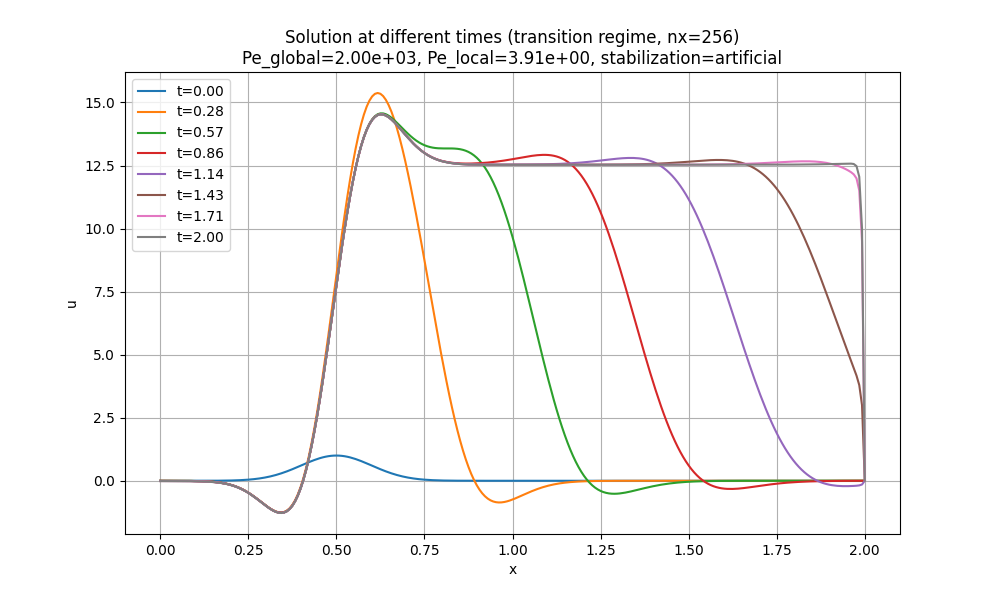 Solution at different times (transition regime, nx=256)
Pe_global=2.00e+03, Pe_local=3.91e+00, stabilization=artificial
t=0.00
t=0.28
t=0.57
t=0.86
t=1.14
t=1.43
t=1.71
t=2.00
15.0
12.5
10.0
7.5
5.0
2.5
0.0
u
0.00 0.25 0.50 0.75 1.00 1.25 1.50 1.75 2.00
x